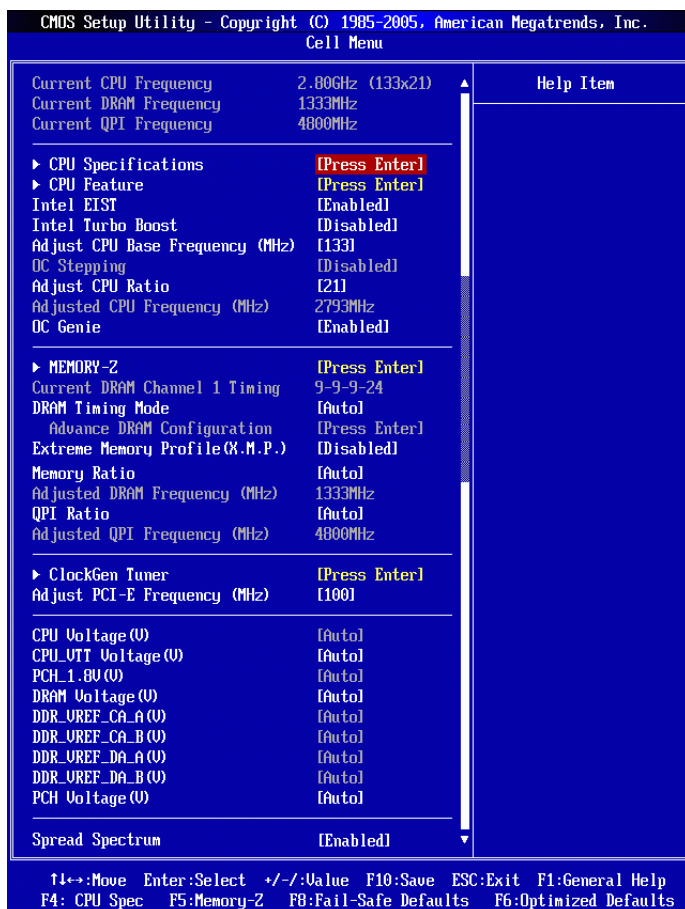 CMOS Setup Utility - Copyright (C) 1985-2005, American Megatrends, Inc.
Cell Menu
Current CPU Frequency 2.80GHz (133x21)
Current DRAM Frequency 1333MHz
Current QPI Frequency 4800MHz
Help Item
▶ CPU Specifications [Press Enter]
▶ CPU Feature [Press Enter]
Intel EIST [Enabled]
Intel Turbo Boost [Disabled]
Adjust CPU Base Frequency (MHz) [133]
OC Stepping [Disabled]
Adjust CPU Ratio [21]
Adjusted CPU Frequency (MHz) 2793MHz
OC Genie [Enabled]
▶ MEMORY-Z [Press Enter]
Current DRAM Channel 1 Timing 9-9-9-24
DRAM Timing Mode [Auto]
Advance DRAM Configuration [Press Enter]
Extreme Memory Profile(X.M.P.) [Disabled]
Memory Ratio [Auto]
Adjusted DRAM Frequency (MHz) 1333MHz
QPI Ratio [Auto]
Adjusted QPI Frequency (MHz) 4800MHz
▶ ClockGen Tuner [Press Enter]
Adjust PCI-E Frequency (MHz) [100]
CPU Voltage(V) [Auto]
CPU_VTT Voltage(V) [Auto]
PCH_1.8V(V) [Auto]
DRAM Voltage(V) [Auto]
DDR_VREF_CA_A(V) [Auto]
DDR_VREF_CA_B(V) [Auto]
DDR_VREF_DA_A(V) [Auto]
DDR_VREF_DA_B(V) [Auto]
PCH Voltage(V) [Auto]
Spread Spectrum [Enabled]
↑↓←→:Move Enter:Select +/-/:Value F10:Save ESC:Exit F1:General Help
F4: CPU Spec F5:Memory-Z F8:Fail-Safe Defaults F6:Optimized Defaults